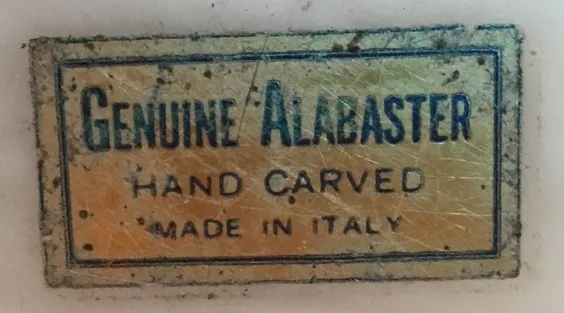 GENUINE ALABASTER
HAND CARVED
MADE IN ITALY